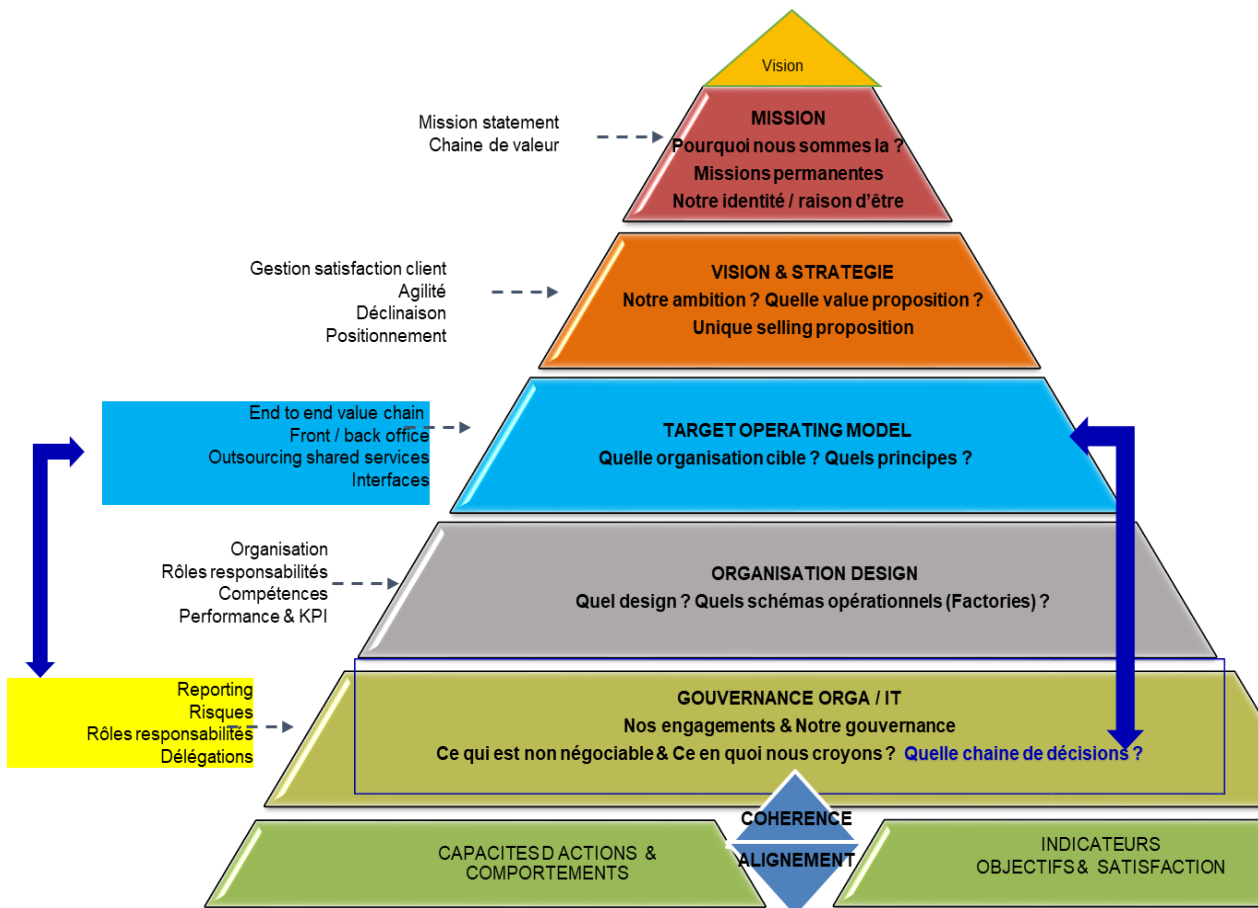 Vision
Mission statement
Chaine de valeur
MISSION
Pourquoi nous sommes la ?
Missions permanentes
Notre identité / raison d’être
Gestion satisfaction client
Agilité
Déclinaison
Positionnement
VISION & STRATEGIE
Notre ambition ? Quelle value proposition ?
Unique selling proposition
End to end value chain
Front / back office
Outsourcing shared services
Interfaces
TARGET OPERATING MODEL
Quelle organisation cible ? Quels principes ?
Organisation
Rôles responsabilités
Compétences
Performance & KPI
ORGANISATION DESIGN
Quel design ? Quels schémas opérationnels (Factories) ?
Reporting
Risques
Rôles responsabilités
Délégations
GOUVERNANCE ORGA / IT
Nos engagements & Notre gouvernance
Ce qui est non négociable & Ce en quoi nous croyons ? Quelle chaine de décisions ?
COHERENCE
ALIGNEMENT
CAPACITES D ACTIONS &
COMPORTEMENTS
INDICATEURS
OBJECTIFS & SATISFACTION